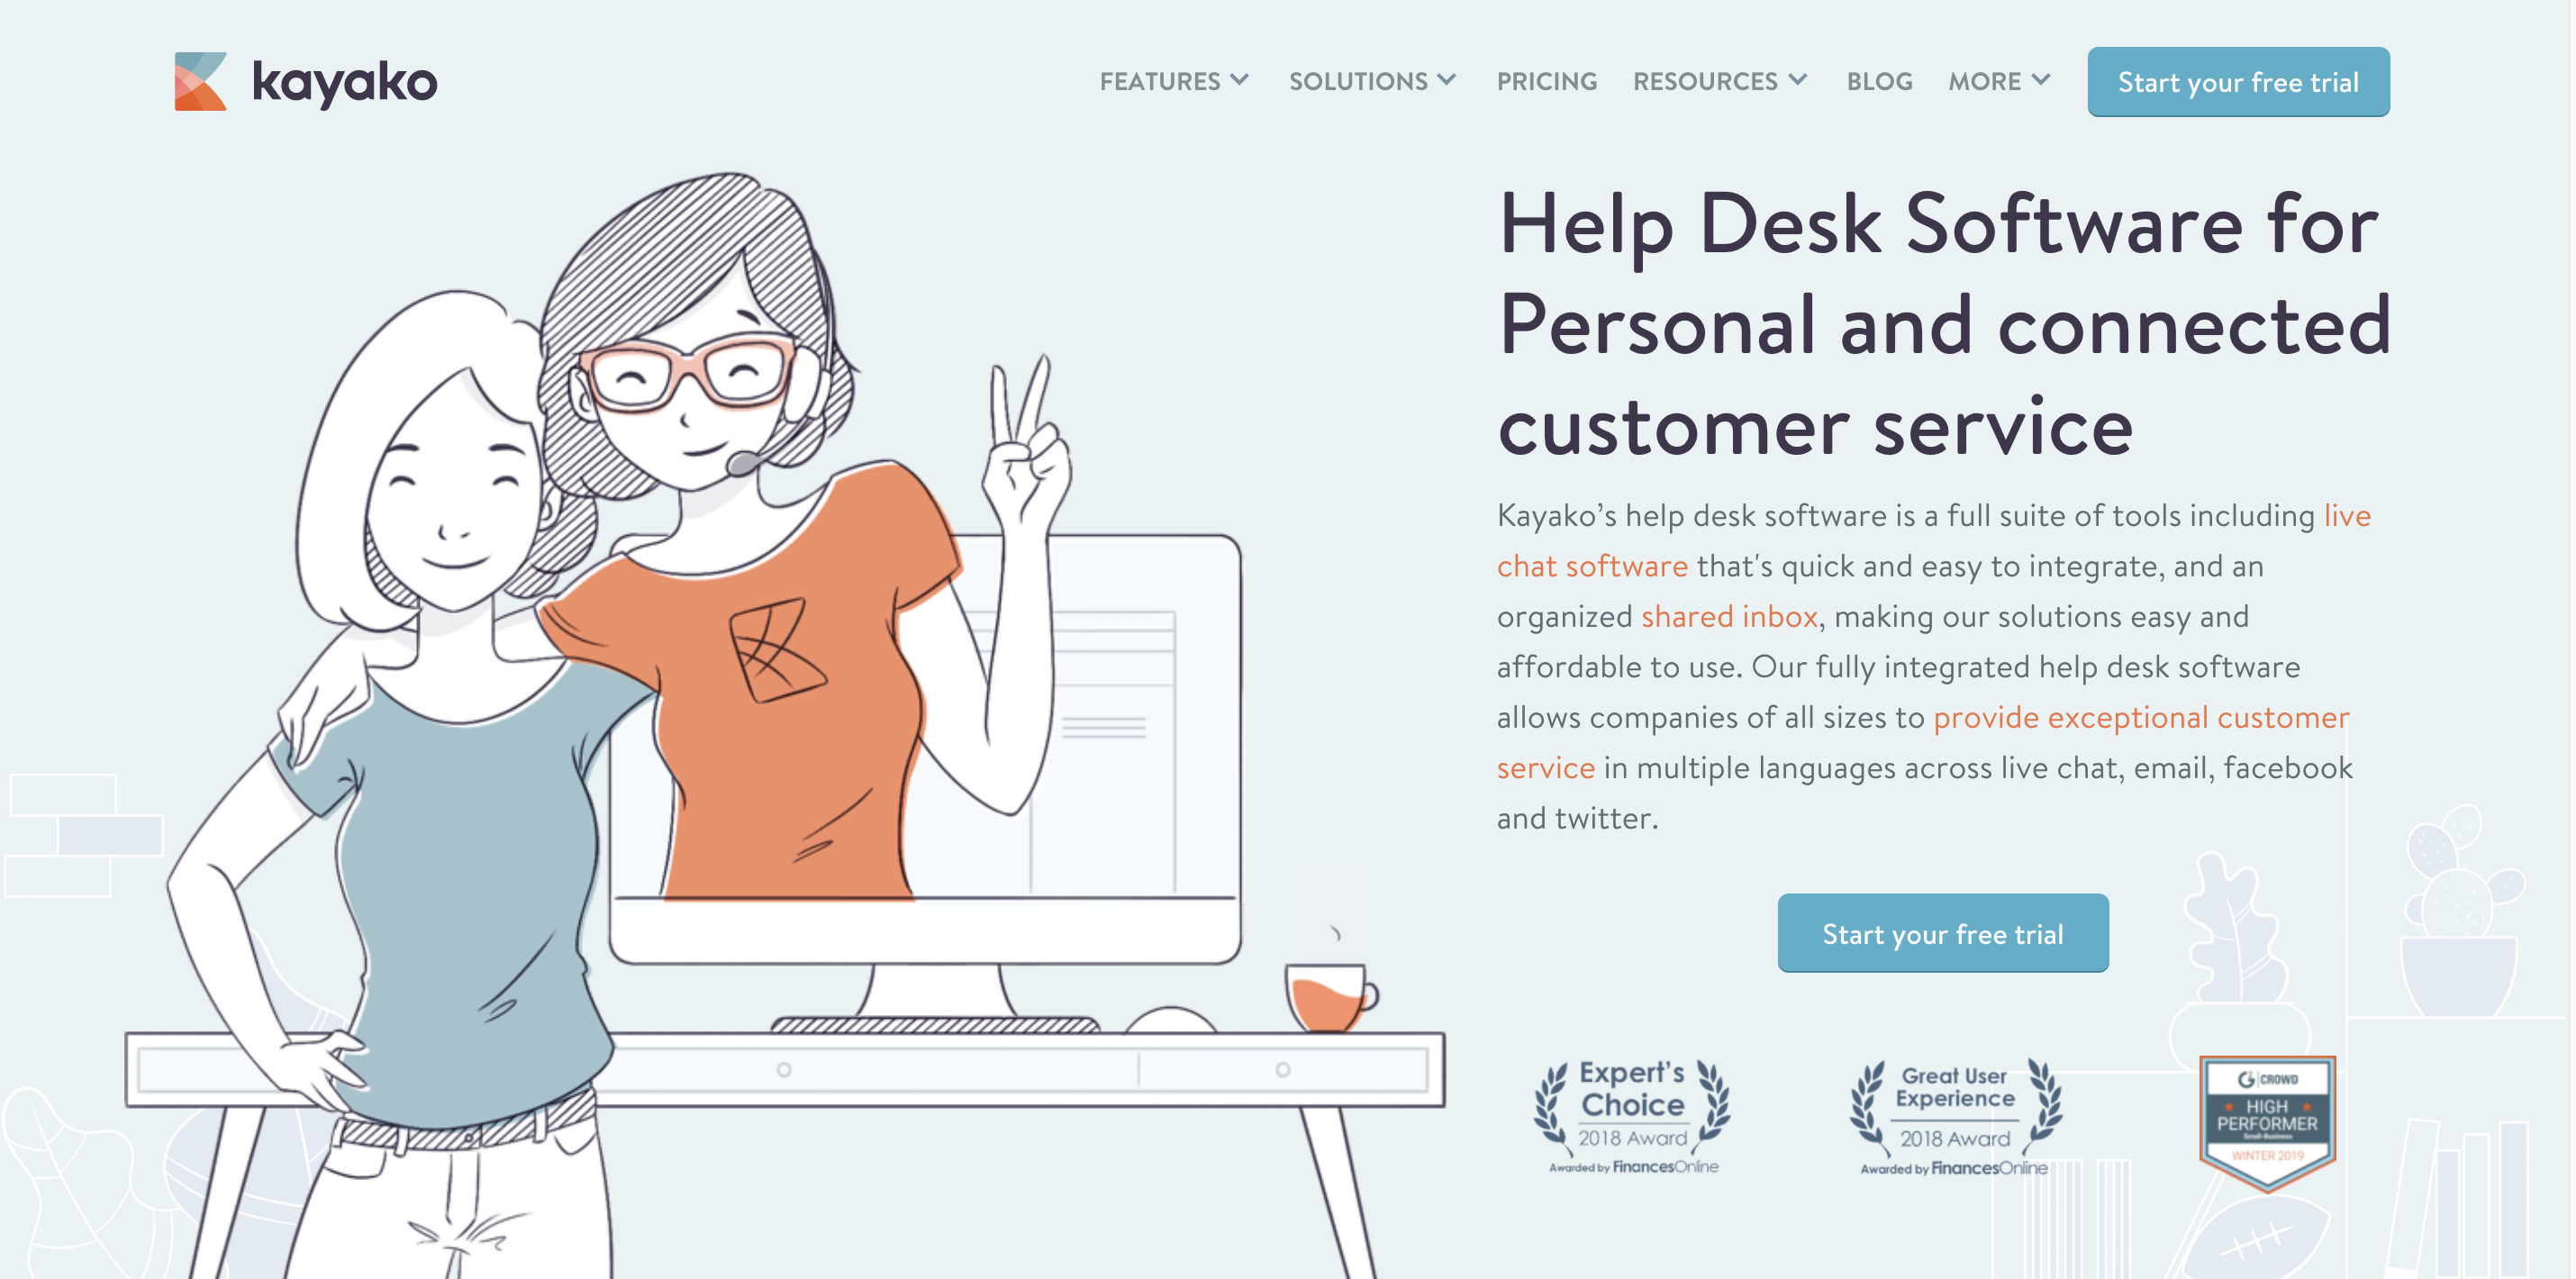 kayako
FEATURES
SOLUTIONS
PRICING
RESOURCES
BLOG
MORE
Start your free trial
Help Desk Software for
Personal and connected
customer service
Kayako’s help desk software is a full suite of tools including live
chat software that's quick and easy to integrate, and an
organized shared inbox, making our solutions easy and
affordable to use. Our fully integrated help desk software
allows companies of all sizes to provide exceptional customer
service in multiple languages across live chat, email, facebook
and twitter.
Start your free trial
Expert’s
Choice
2018 Award
Awarded by FinancesOnline
Great User
Experience
2018 Award
Awarded by FinancesOnline
G2 CROWD
HIGH
PERFORMER
Small-Business
WINTER 2019